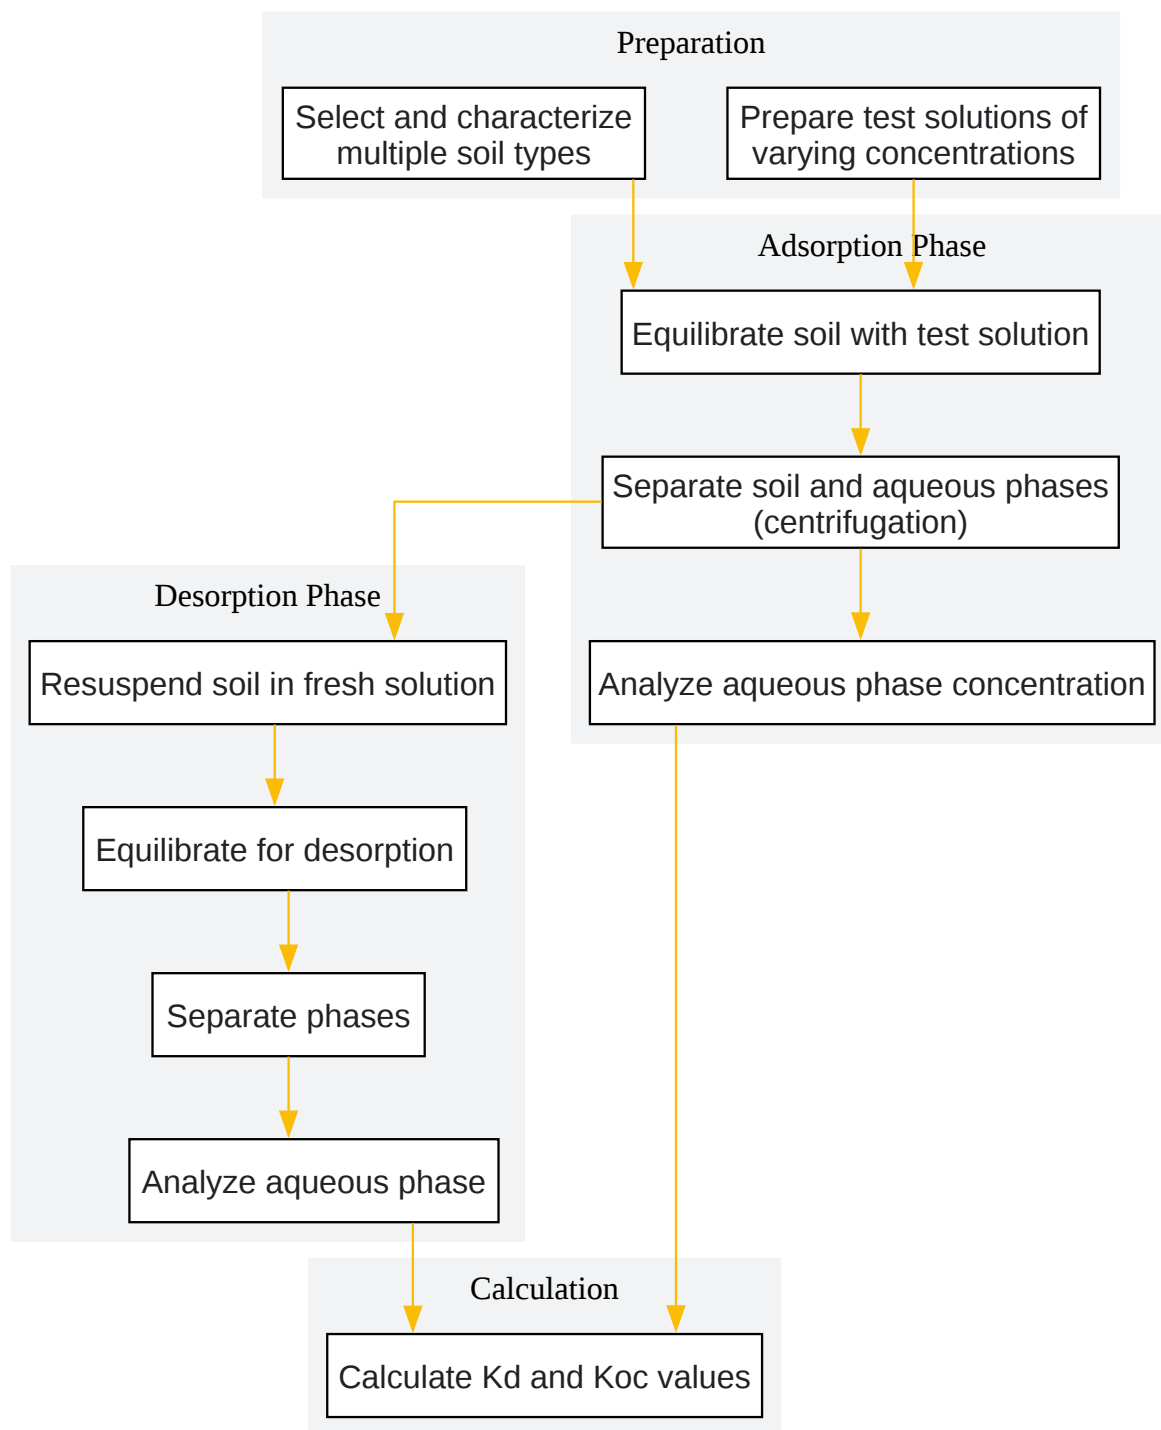 Preparation
Select and characterize
multiple soil types
Prepare test solutions of
varying concentrations
Adsorption Phase
Equilibrate soil with test solution
Separate soil and aqueous phases
(centrifugation)
Desorption Phase
Resuspend soil in fresh solution
Analyze aqueous phase concentration
Equilibrate for desorption
Separate phases
Analyze aqueous phase
Calculation
Calculate Kd and Koc values